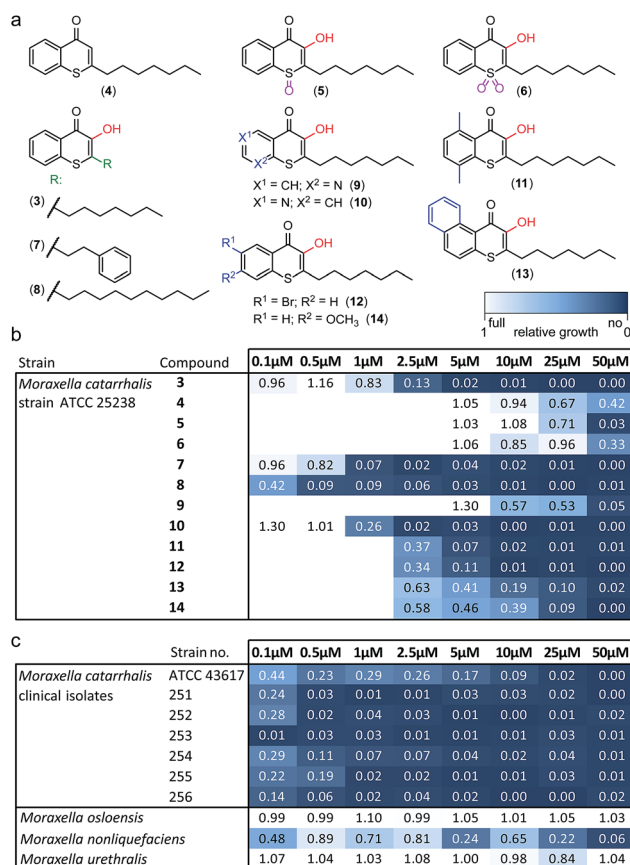 a
O
S
(4)
O
OH
S
O
(5)
O
OH
S
O O
(6)
O
OH
S
R
R:
(3)
(7)
(8)
X¹
X²
O
OH
S
X¹ = CH; X² = N (9)
X¹ = N; X² = CH (10)
O
OH
S
(11)
R¹
R²
O
OH
S
R¹ = Br; R² = H (12)
R¹ = H; R² = OCH₃ (14)
O
OH
S
(13)
full no
1 relative growth 0
b
Strain Compound 0.1µM 0.5µM 1µM 2.5µM 5µM 10µM 25µM 50µM
Moraxella catarrhalis 3 0.96 1.16 0.83 0.13 0.02 0.01 0.00 0.00
strain ATCC 25238 4 1.05 0.94 0.67 0.42
5 1.03 1.08 0.71 0.03
6 1.06 0.85 0.96 0.33
7 0.96 0.82 0.07 0.02 0.04 0.02 0.01 0.00
8 0.42 0.09 0.09 0.06 0.03 0.01 0.00 0.00
9 1.30 0.57 0.53 0.05
10 1.30 1.01 0.26 0.02 0.03 0.00 0.01 0.00
11 0.37 0.07 0.02 0.01 0.01
12 0.34 0.11 0.01 0.01 0.00
13 0.63 0.41 0.19 0.10 0.02
14 0.58 0.46 0.39 0.09 0.00
c
Strain no. 0.1µM 0.5µM 1µM 2.5µM 5µM 10µM 25µM 50µM
Moraxella catarrhalis ATCC 43617 0.44 0.23 0.29 0.26 0.17 0.09 0.02 0.00
clinical isolates 251 0.24 0.03 0.01 0.01 0.03 0.03 0.02 0.00
252 0.28 0.02 0.04 0.03 0.01 0.00 0.01 0.02
253 0.01 0.03 0.03 0.01 0.01 0.01 0.03 0.01
254 0.29 0.11 0.07 0.07 0.04 0.02 0.04 0.01
255 0.22 0.19 0.02 0.02 0.01 0.01 0.03 0.01
256 0.14 0.06 0.02 0.04 0.02 0.00 0.00 0.02
Moraxella osloensis 0.99 0.99 1.10 0.99 1.05 1.01 1.05 1.03
Moraxella nonliquefaciens 0.48 0.89 0.71 0.81 0.24 0.65 0.22 0.06
Moraxella urethralis 1.07 1.04 1.03 1.08 1.00 0.98 0.84 1.04